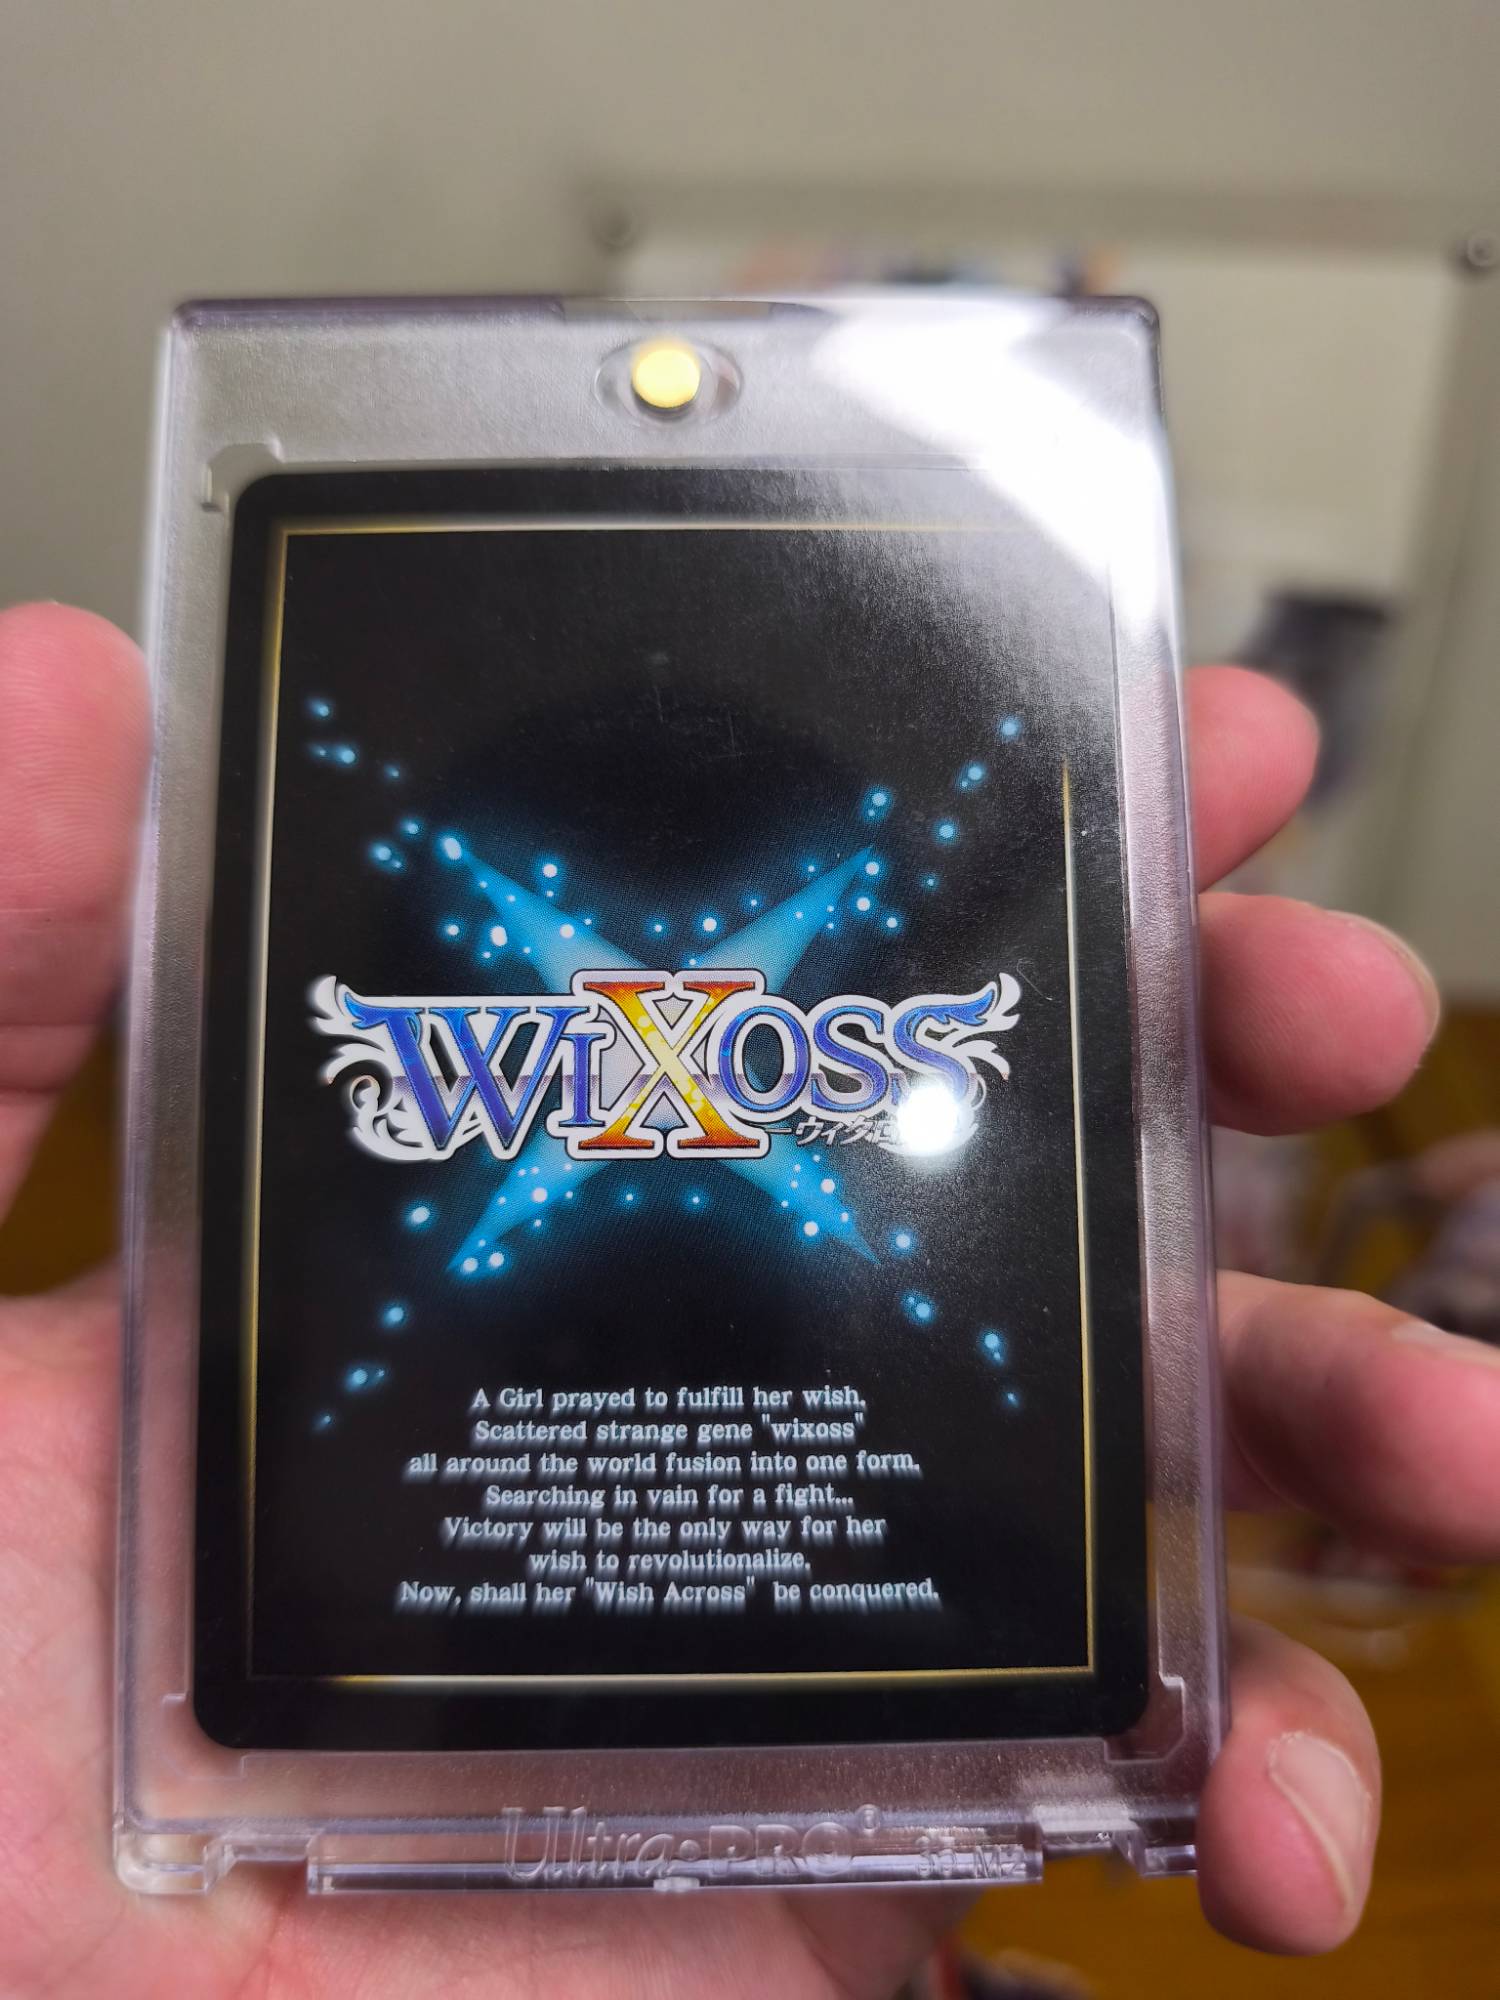 WIXOSS
A Girl prayed to fulfill her wish.
Scattered strange gene "wixoss"
all around the world fusion into one form.
Searching in vain for a fight...
Victory will be the only way for her
wish to revolutionalize.
Now, shall her "Wish Across" be conquered.
Ultra•PRO®